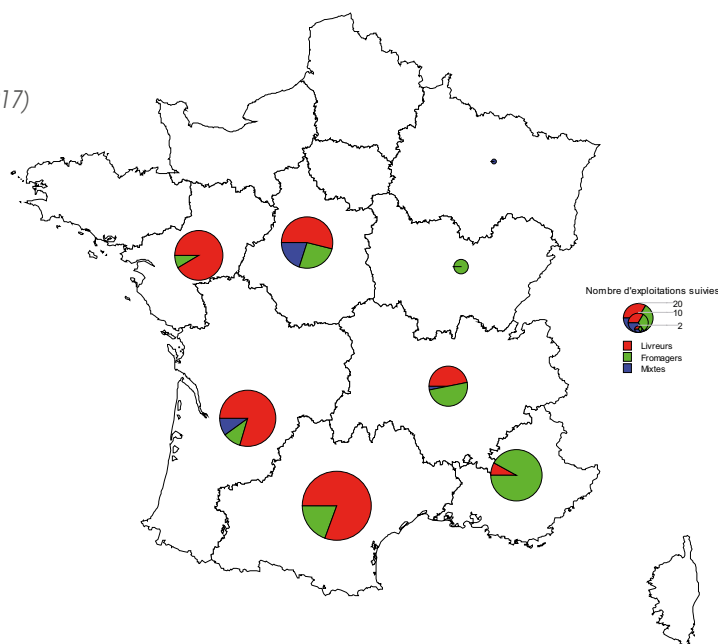 17)
Nombre d'exploitations suivies
20
10
2
Livreurs
Fromagers
Mixtes